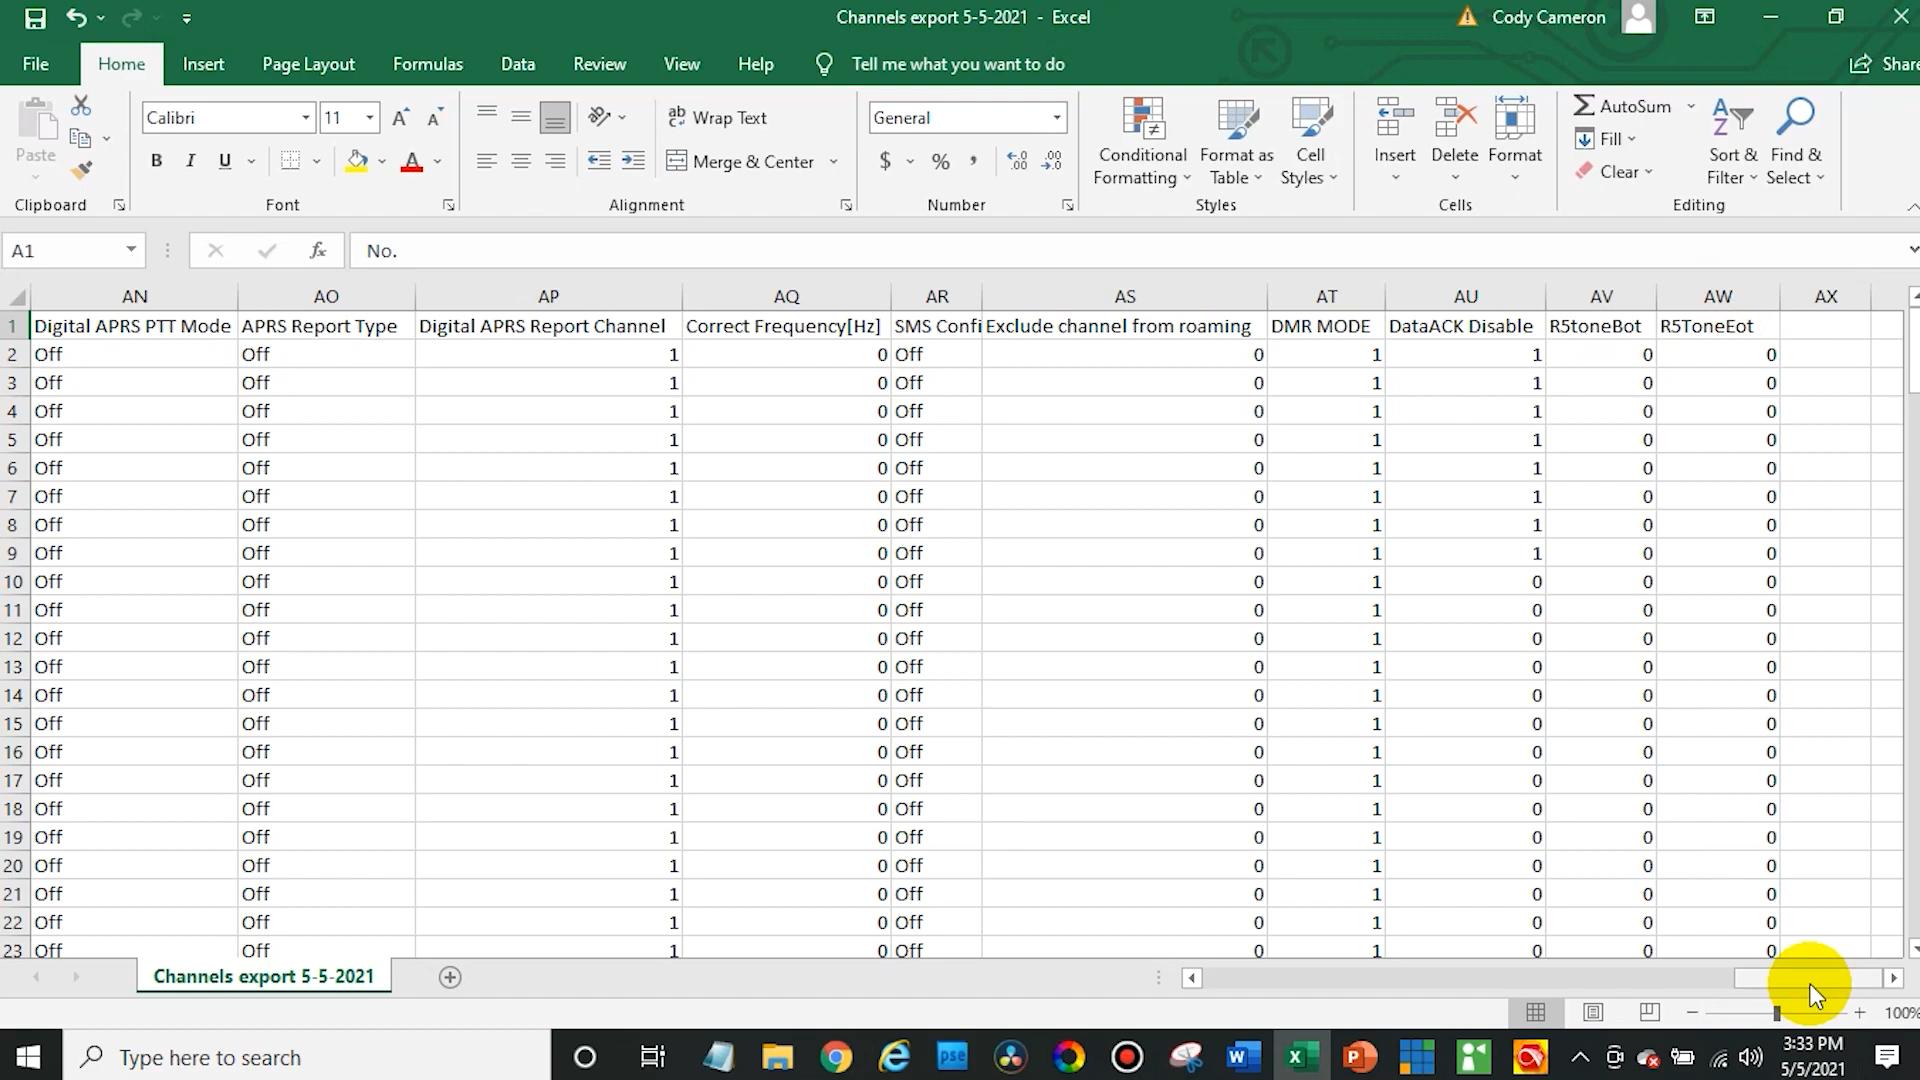 Channels export 5-5-2021 - Excel
Cody Cameron
File Home Insert Page Layout Formulas Data Review View Help Tell me what you want to do Share
Paste
Clipboard
Calibri 11
B I U A
Font
Wrap Text
Merge & Center
Alignment
General
$ % ,
Number
Conditional Formatting
Format as Table
Cell Styles
Styles
Insert Delete Format
Cells
AutoSum
Fill
Clear
Sort & Filter
Find & Select
Editing
A1 fx No.
AN AO AP AQ AR AS AT AU AV AW AX
1 Digital APRS PTT Mode APRS Report Type Digital APRS Report Channel Correct Frequency[Hz] SMS Confi Exclude channel from roaming DMR MODE DataACK Disable R5toneBot R5ToneEot
2 Off Off 1 0 Off 0 1 1 0 0
3 Off Off 1 0 Off 0 1 1 0 0
4 Off Off 1 0 Off 0 1 1 0 0
5 Off Off 1 0 Off 0 1 1 0 0
6 Off Off 1 0 Off 0 1 1 0 0
7 Off Off 1 0 Off 0 1 1 0 0
8 Off Off 1 0 Off 0 1 1 0 0
9 Off Off 1 0 Off 0 1 1 0 0
10 Off Off 1 0 Off 0 1 0 0 0
11 Off Off 1 0 Off 0 1 0 0 0
12 Off Off 1 0 Off 0 1 0 0 0
13 Off Off 1 0 Off 0 1 0 0 0
14 Off Off 1 0 Off 0 1 0 0 0
15 Off Off 1 0 Off 0 1 0 0 0
16 Off Off 1 0 Off 0 1 0 0 0
17 Off Off 1 0 Off 0 1 0 0 0
18 Off Off 1 0 Off 0 1 0 0 0
19 Off Off 1 0 Off 0 1 0 0 0
20 Off Off 1 0 Off 0 1 0 0 0
21 Off Off 1 0 Off 0 1 0 0 0
22 Off Off 1 0 Off 0 1 0 0 0
23 Off Off 1 0 Off 0 1 0 0 0
Channels export 5-5-2021
100%
Type here to search
pse
W
X
P
3:33 PM
5/5/2021